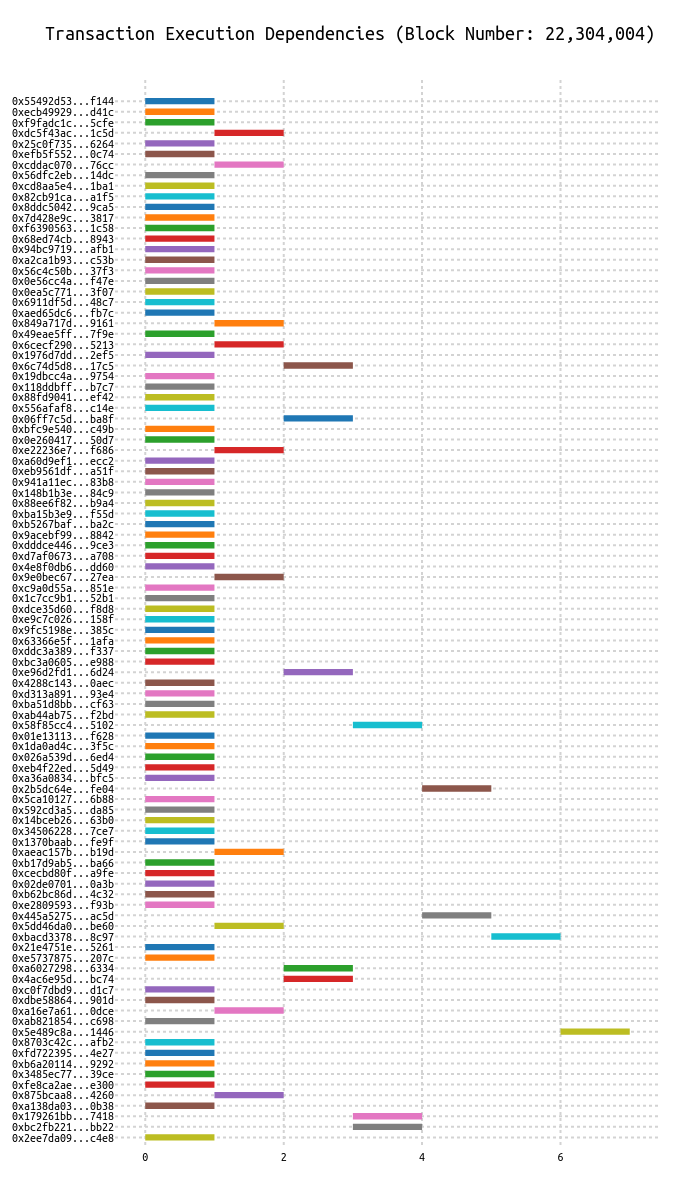 Transaction Execution Dependencies (Block Number: 22,304,004)
0x55492d53...f144
0xecb49929...d41c
0xf9fadc1c...5cfe
0xdc5f43ac...1c5d
0x25c0f735...6264
0xefb5f552...0c74
0xcddac070...76cc
0x56dfc2eb...14dc
0xcd8aa5e4...1ba1
0x82cb91ca...a1f5
0x8ddc5042...9ca5
0x7d428e9c...3817
0xf6390563...1c58
0x68ed74cb...8943
0x94bc9719...afb1
0xa2ca1b93...c53b
0x56c4c50b...37f3
0x0e56cc4a...f47e
0x0ea5c771...3f07
0x6911df5d...48c7
0xaed65dc6...fb7c
0x849a717d...9161
0x49eae5ff...7f9e
0x6cecf290...5213
0x1976d7dd...2ef5
0x6c74d5d8...17c5
0x19dbcc4a...9754
0x118ddbff...b7c7
0x88fd9041...ef42
0x556afaf8...c14e
0x06ff7c5d...ba8f
0xbfc9e540...c49b
0x0e260417...50d7
0xe22236e7...f686
0xa60d9ef1...ecc2
0xeb9561df...a51f
0x941a11ec...83b8
0x148b1b3e...84c9
0x88ee6f82...b9a4
0xba15b3e9...f55d
0xb5267baf...ba2c
0x9acebf99...8842
0xdddce446...9ce3
0xd7af0673...a708
0x4e8f0db6...dd60
0x9e0bec67...27ea
0xc9a0d55a...851e
0x1c7cc9b1...52b1
0xdce35d60...f8d8
0xe9c7c026...158f
0x9fc5198e...385c
0x63366e5f...1afa
0xddc3a389...f337
0xbc3a0605...e988
0xe96d2fd1...6d24
0x4288c143...0aec
0xd313a891...93e4
0xba51d8bb...cf63
0xab44ab75...f2bd
0x58f85cc4...5102
0x01e13113...f628
0x1da0ad4c...3f5c
0x026a539d...6ed4
0xeb4f22ed...5d49
0xa36a0834...bfc5
0x2b5dc64e...fe04
0x5ca10127...6b88
0x592cd3a5...da85
0x14bceb26...63b0
0x34506228...7ce7
0x1370baab...fe9f
0xaeac157b...b19d
0xb17d9ab5...ba66
0xcecbd80f...a9fe
0x02de0701...0a3b
0xb62bc86d...4c32
0xe2809593...f93b
0x445a5275...ac5d
0x5dd46da0...be60
0xbacd3378...8c97
0x21e4751e...5261
0xe5737875...207c
0xa6027298...6334
0x4ac6e95d...bc74
0xc0f7dbd9...d1c7
0xdbe58864...901d
0xa16e7a61...0dce
0xab821854...c698
0x5e489c8a...1446
0x8703c42c...afb2
0xfd722395...4e27
0xb6a20114...9292
0x3485ec77...39ce
0xfe8ca2ae...e300
0x875bcaa8...4260
0xa138da03...0b38
0x179261bb...7418
0xbc2fb221...bb22
0x2ee7da09...c4e8
0 2 4 6